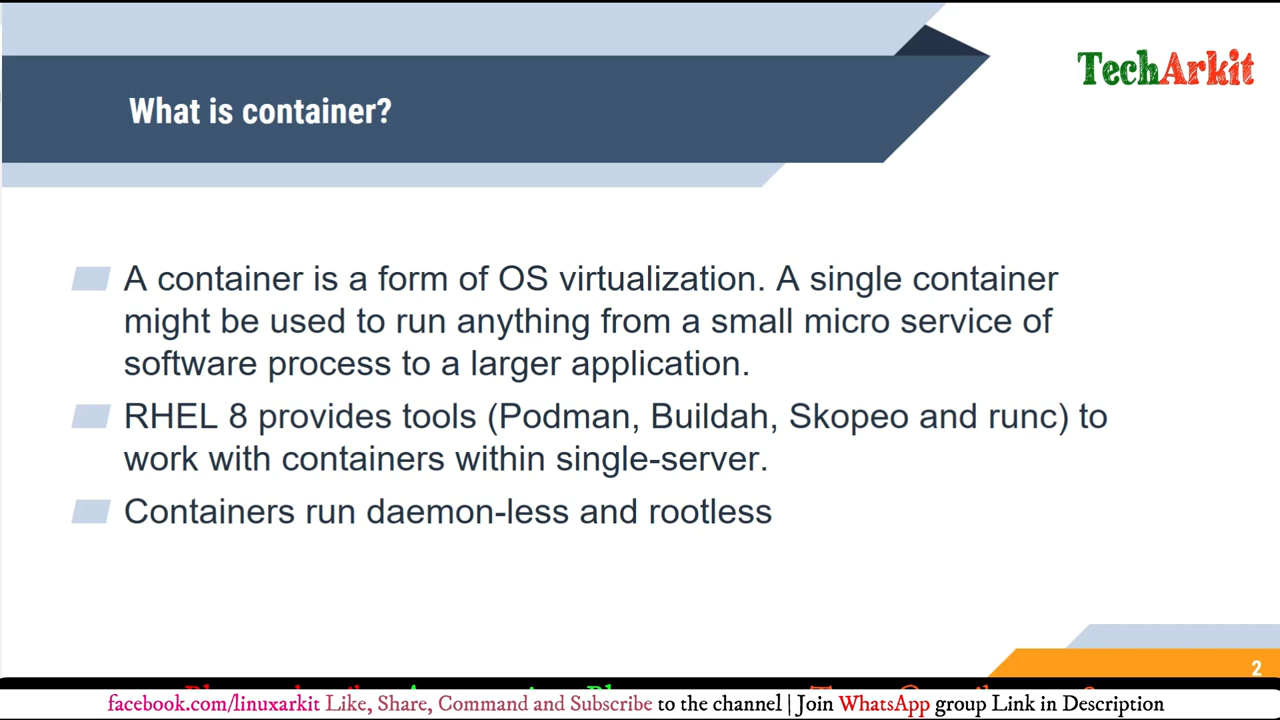 TechArkit
What is container?
A container is a form of OS virtualization. A single container
might be used to run anything from a small micro service of
software process to a larger application.
RHEL 8 provides tools (Podman, Buildah, Skopeo and runc) to
work with containers within single-server.
Containers run daemon-less and rootless
2
facebook.com/linuxarkit Like, Share, Command and Subscribe to the channel | Join WhatsApp group Link in Description